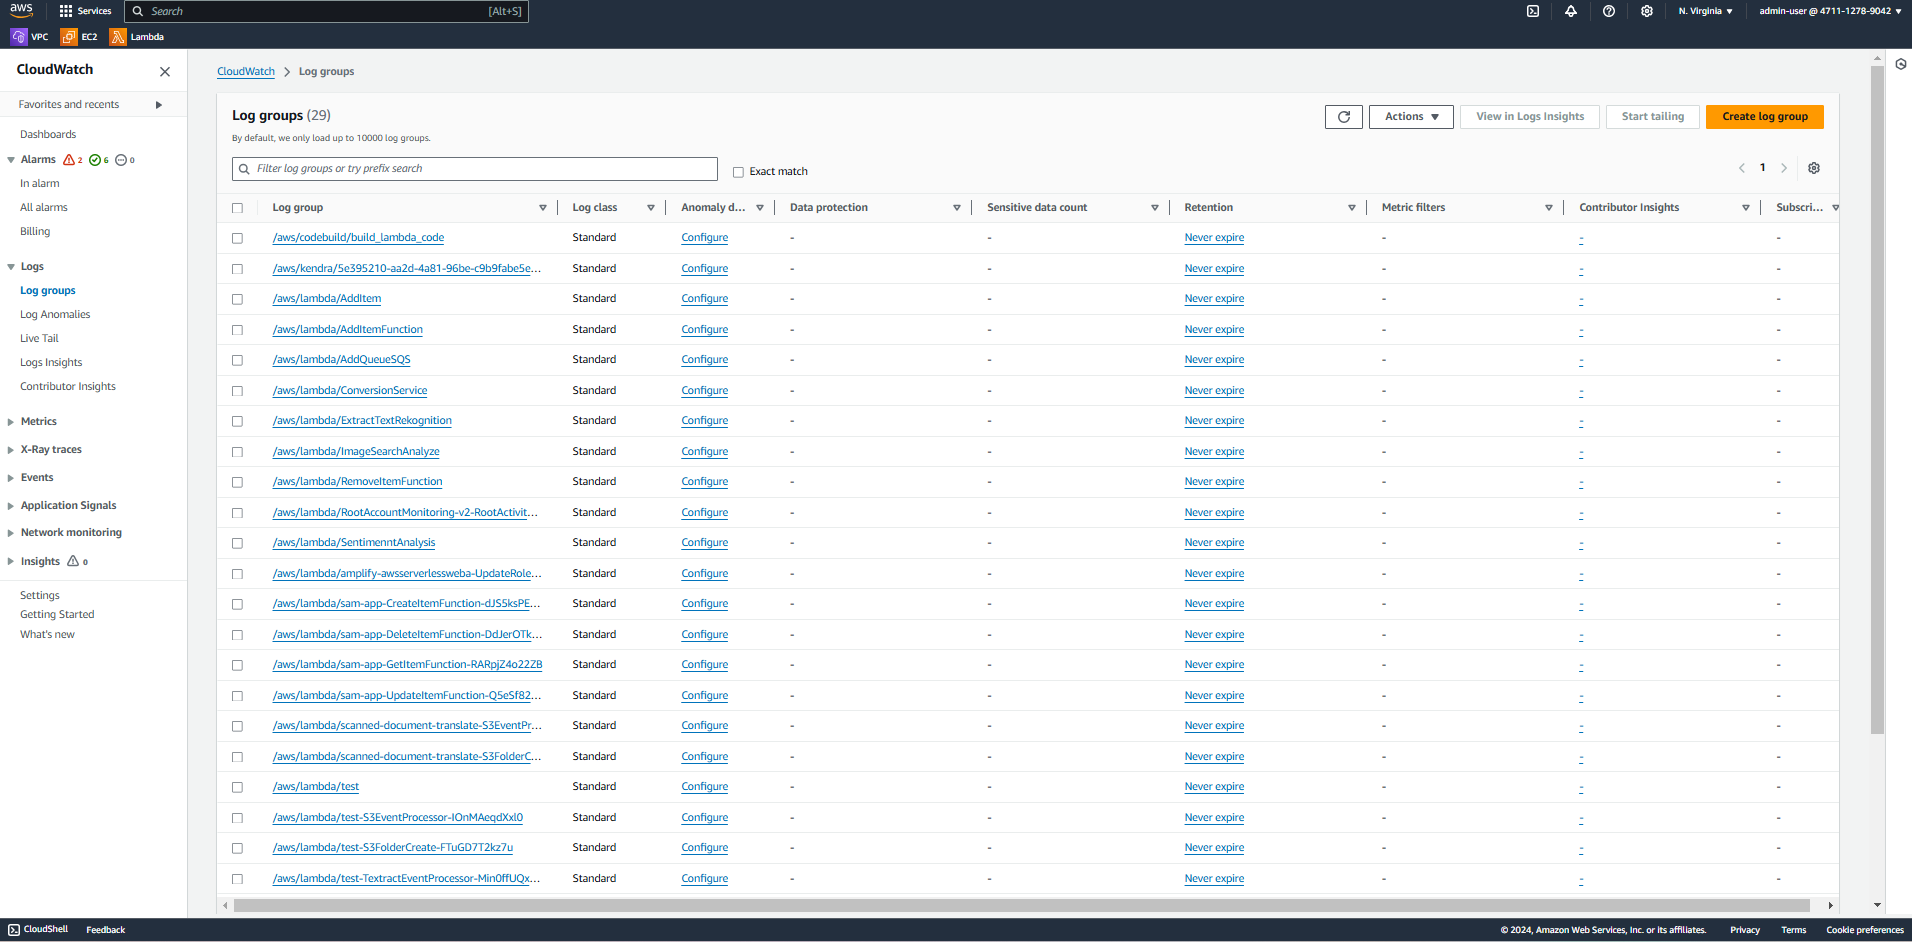 aws Services Search [Alt+S] N. Virginia ▼ admin-user @ 4711-1278-9042 ▼
VPC EC2 Lambda
CloudWatch
Favorites and recents
Dashboards
Alarms 2 6 0
In alarm
All alarms
Billing
Logs
Log groups
Log Anomalies
Live Tail
Logs Insights
Contributor Insights
Metrics
X-Ray traces
Events
Application Signals
Network monitoring
Insights 0
Settings
Getting Started
What's new
CloudWatch > Log groups
Log groups (29)
By default, we only load up to 10000 log groups.
Actions ▼ View in Logs Insights Start tailing Create log group
Filter log groups or try prefix search Exact match 1
Log group Log class Anomaly d... Data protection Sensitive data count Retention Metric filters Contributor Insights Subscri...
/aws/codebuild/build_lambda_code Standard Configure - - Never expire - - -
/aws/kendra/5e395210-aa2d-4a81-96be-c9b9fabe5e... Standard Configure - - Never expire - - -
/aws/lambda/AddItem Standard Configure - - Never expire - - -
/aws/lambda/AddItemFunction Standard Configure - - Never expire - - -
/aws/lambda/AddQueueSQS Standard Configure - - Never expire - - -
/aws/lambda/ConversionService Standard Configure - - Never expire - - -
/aws/lambda/ExtractTextRekognition Standard Configure - - Never expire - - -
/aws/lambda/ImageSearchAnalyze Standard Configure - - Never expire - - -
/aws/lambda/RemoveItemFunction Standard Configure - - Never expire - - -
/aws/lambda/RootAccountMonitoring-v2-RootActivit... Standard Configure - - Never expire - - -
/aws/lambda/SentimenntAnalysis Standard Configure - - Never expire - - -
/aws/lambda/amplify-awsserverlessweba-UpdateRole... Standard Configure - - Never expire - - -
/aws/lambda/sam-app-CreateItemFunction-dJS5ksPE... Standard Configure - - Never expire - - -
/aws/lambda/sam-app-DeleteItemFunction-DdJerOTk... Standard Configure - - Never expire - - -
/aws/lambda/sam-app-GetItemFunction-RARpjZ4o22ZB Standard Configure - - Never expire - - -
/aws/lambda/sam-app-UpdateItemFunction-Q5eSf82... Standard Configure - - Never expire - - -
/aws/lambda/scanned-document-translate-S3EventPr... Standard Configure - - Never expire - - -
/aws/lambda/scanned-document-translate-S3FolderC... Standard Configure - - Never expire - - -
/aws/lambda/test Standard Configure - - Never expire - - -
/aws/lambda/test-S3EventProcessor-IOnMAeqdXxl0 Standard Configure - - Never expire - - -
/aws/lambda/test-S3FolderCreate-FTuGD7T2kz7u Standard Configure - - Never expire - - -
/aws/lambda/test-TextractEventProcessor-Min0ffUQx... Standard Configure - - Never expire - - -
CloudShell Feedback © 2024, Amazon Web Services, Inc. or its affiliates. Privacy Terms Cookie preferences